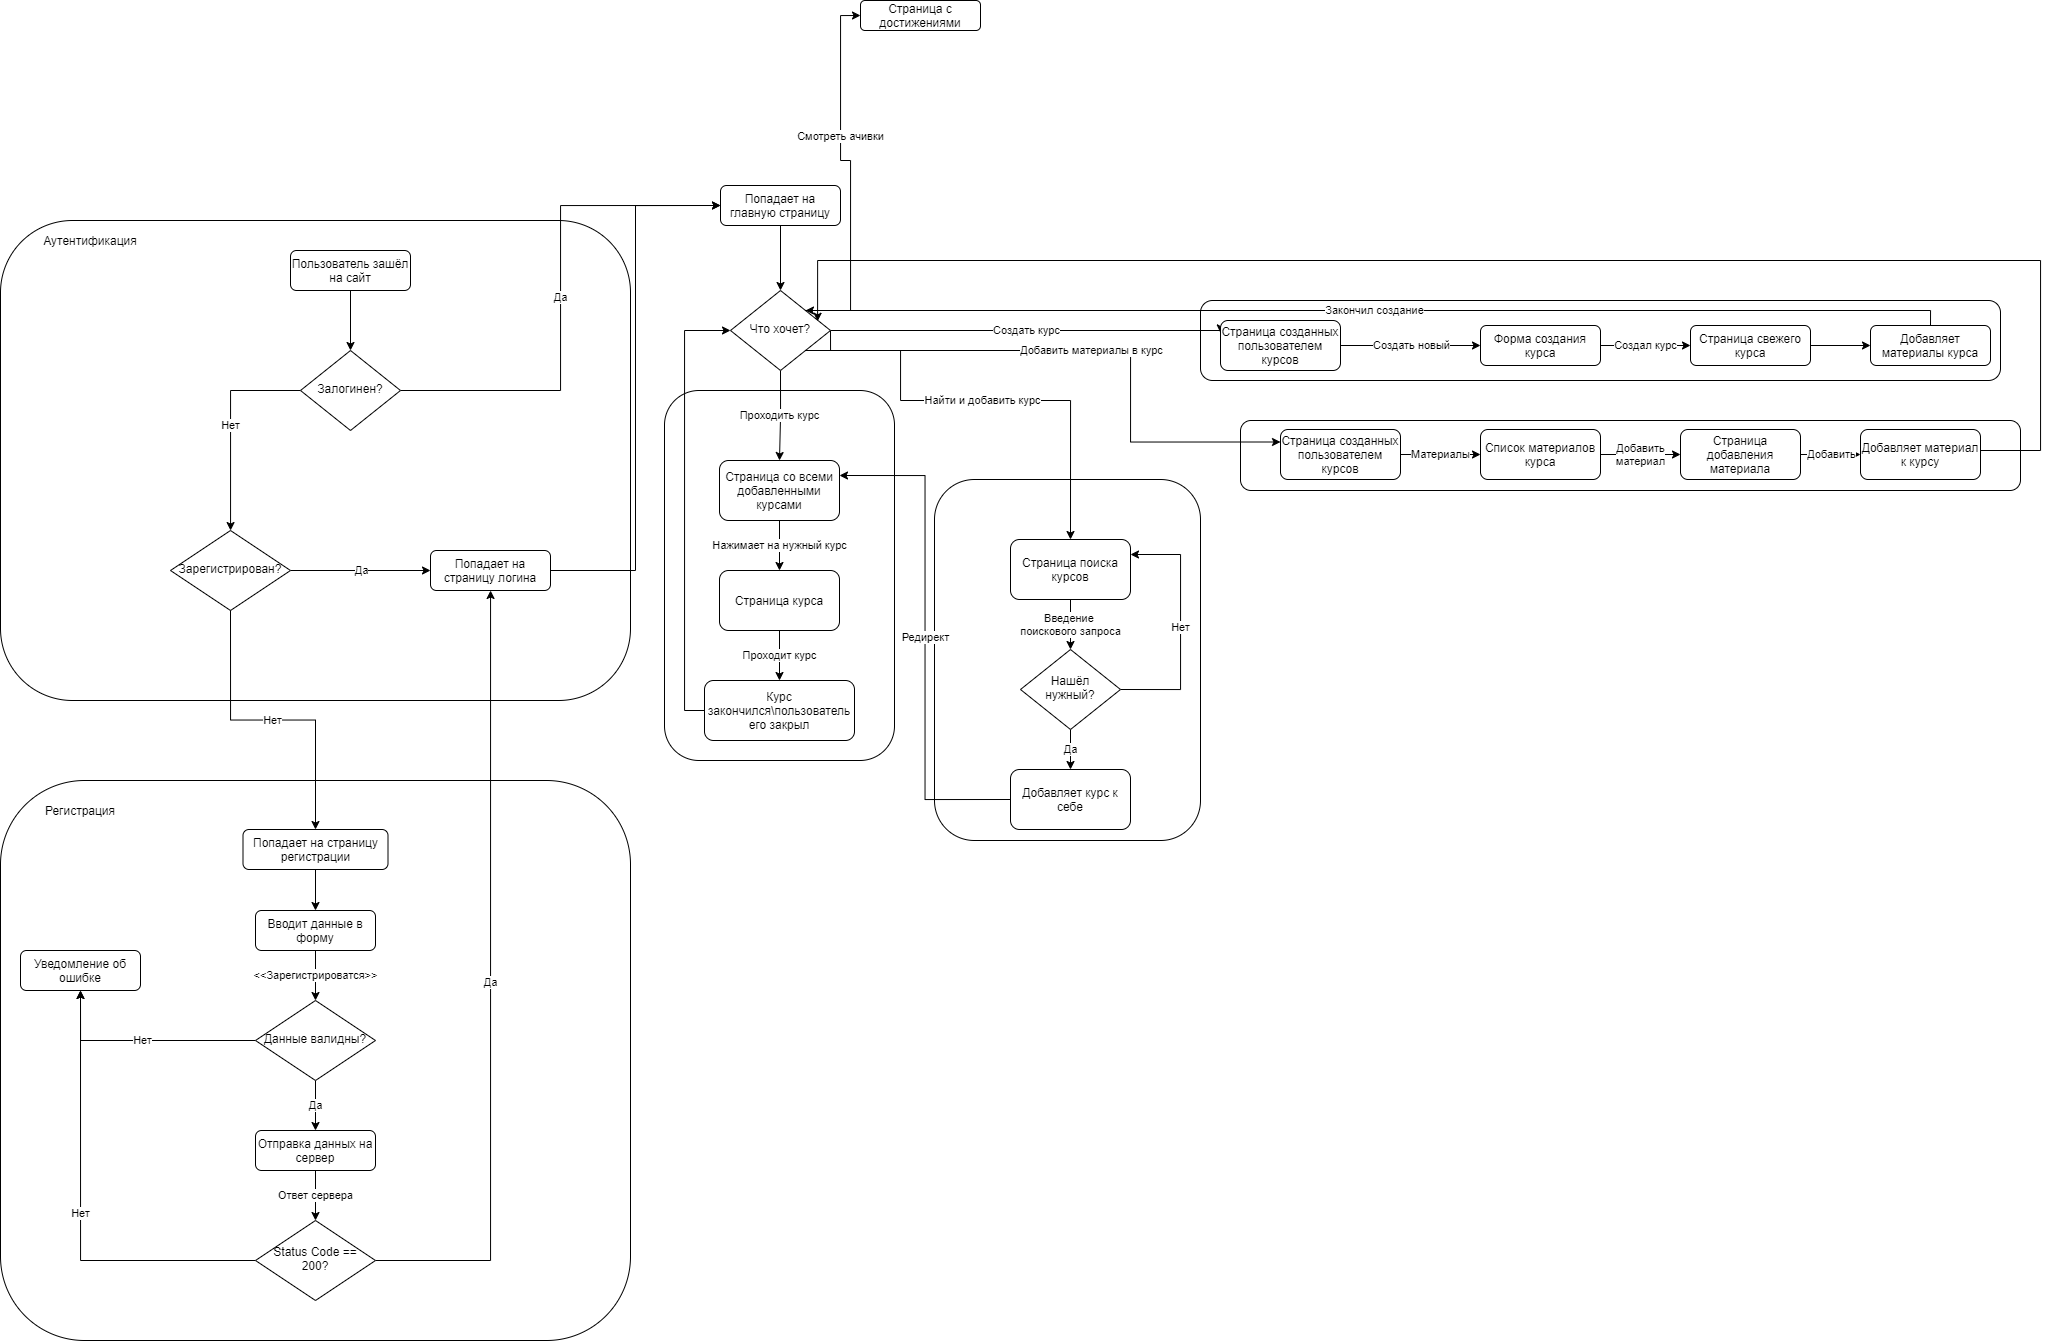 Страница с
достижениями
Смотреть ачивки
Попадает на
главную страницу
Аутентификация
Пользователь зашёл
на сайт
Да
Залогинен?
Нет
Зарегистрирован?
Да
Попадает на
страницу логина
Нет
Что хочет?
Закончил создание
Создать курс
Страница созданных
пользователем
курсов
Создать новый
Форма создания
курса
Создал курс
Страница свежего
курса
Добавляет
материалы курса
Добавить материалы в курс
Найти и добавить курс
Страница созданных
пользователем
курсов
Материалы
Список материалов
курса
Добавить
материал
Страница
добавления
материала
Добавить
Добавляет материал
к курсу
Проходить курс
Страница со всеми
добавленными
курсами
Нажимает на нужный курс
Страница курса
Проходит курс
Курс
закончился\пользователь
его закрыл
Редирект
Страница поиска
курсов
Введение
поискового запроса
Нет
Нашёл
нужный?
Да
Добавляет курс к
себе
Регистрация
Попадает на страницу
регистрации
Вводит данные в
форму
<<Зарегистрироватся>>
Уведомление об
ошибке
Да
Данные валидны?
Нет
Да
Отправка данных на
сервер
Ответ сервера
Нет
Status Code ==
200?